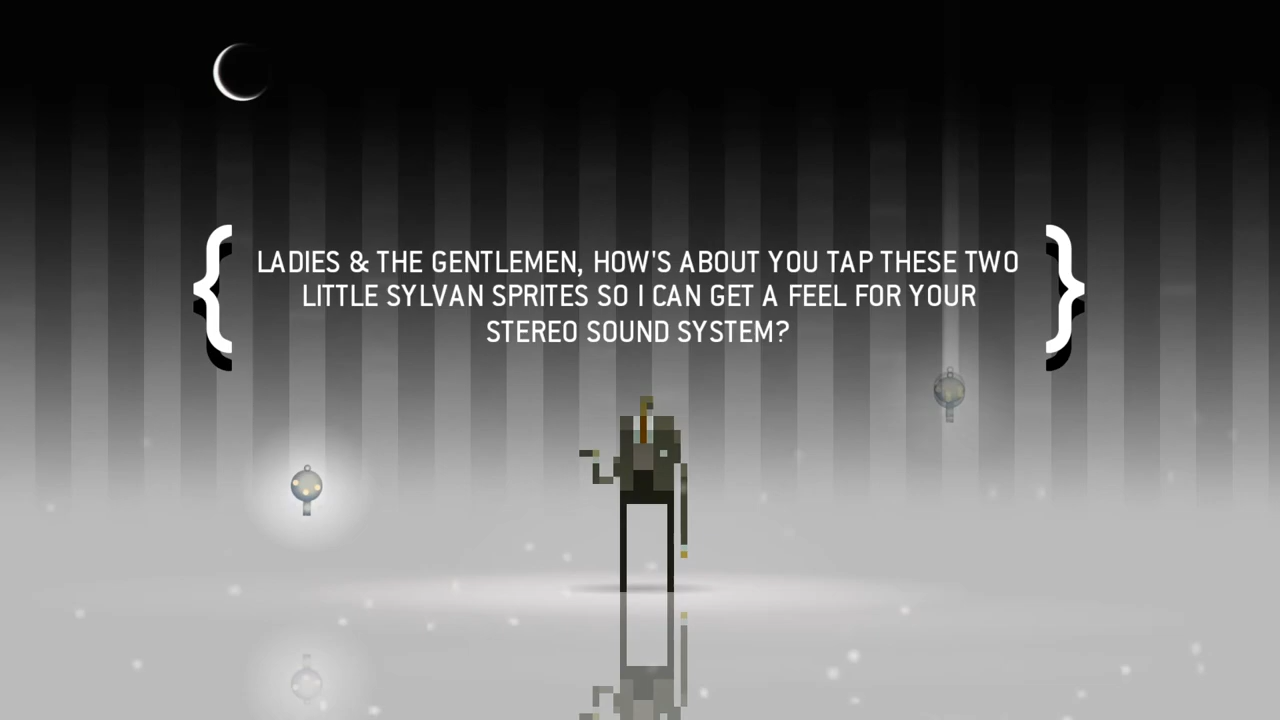 LADIES & THE GENTLEMEN, HOW'S ABOUT YOU TAP THESE TWO
LITTLE SYLVAN SPRITES SO I CAN GET A FEEL FOR YOUR
STEREO SOUND SYSTEM?